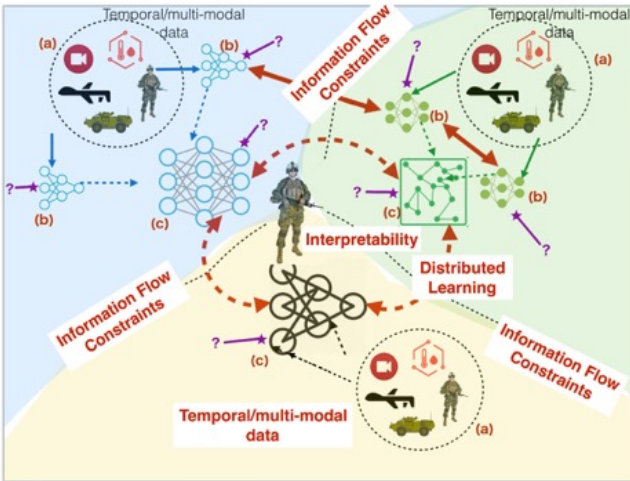 Temporal/multi-modal
data
(a)
(b)
?
Information Flow
Constraints
Temporal/multi-modal
data
(a)
?
(b)
(b)
?
?
(b)
?
(c)
?
(c)
?
Interpretability
Distributed
Learning
Information Flow
Constraints
Information Flow
Constraints
?
(c)
Temporal/multi-modal
data
(a)